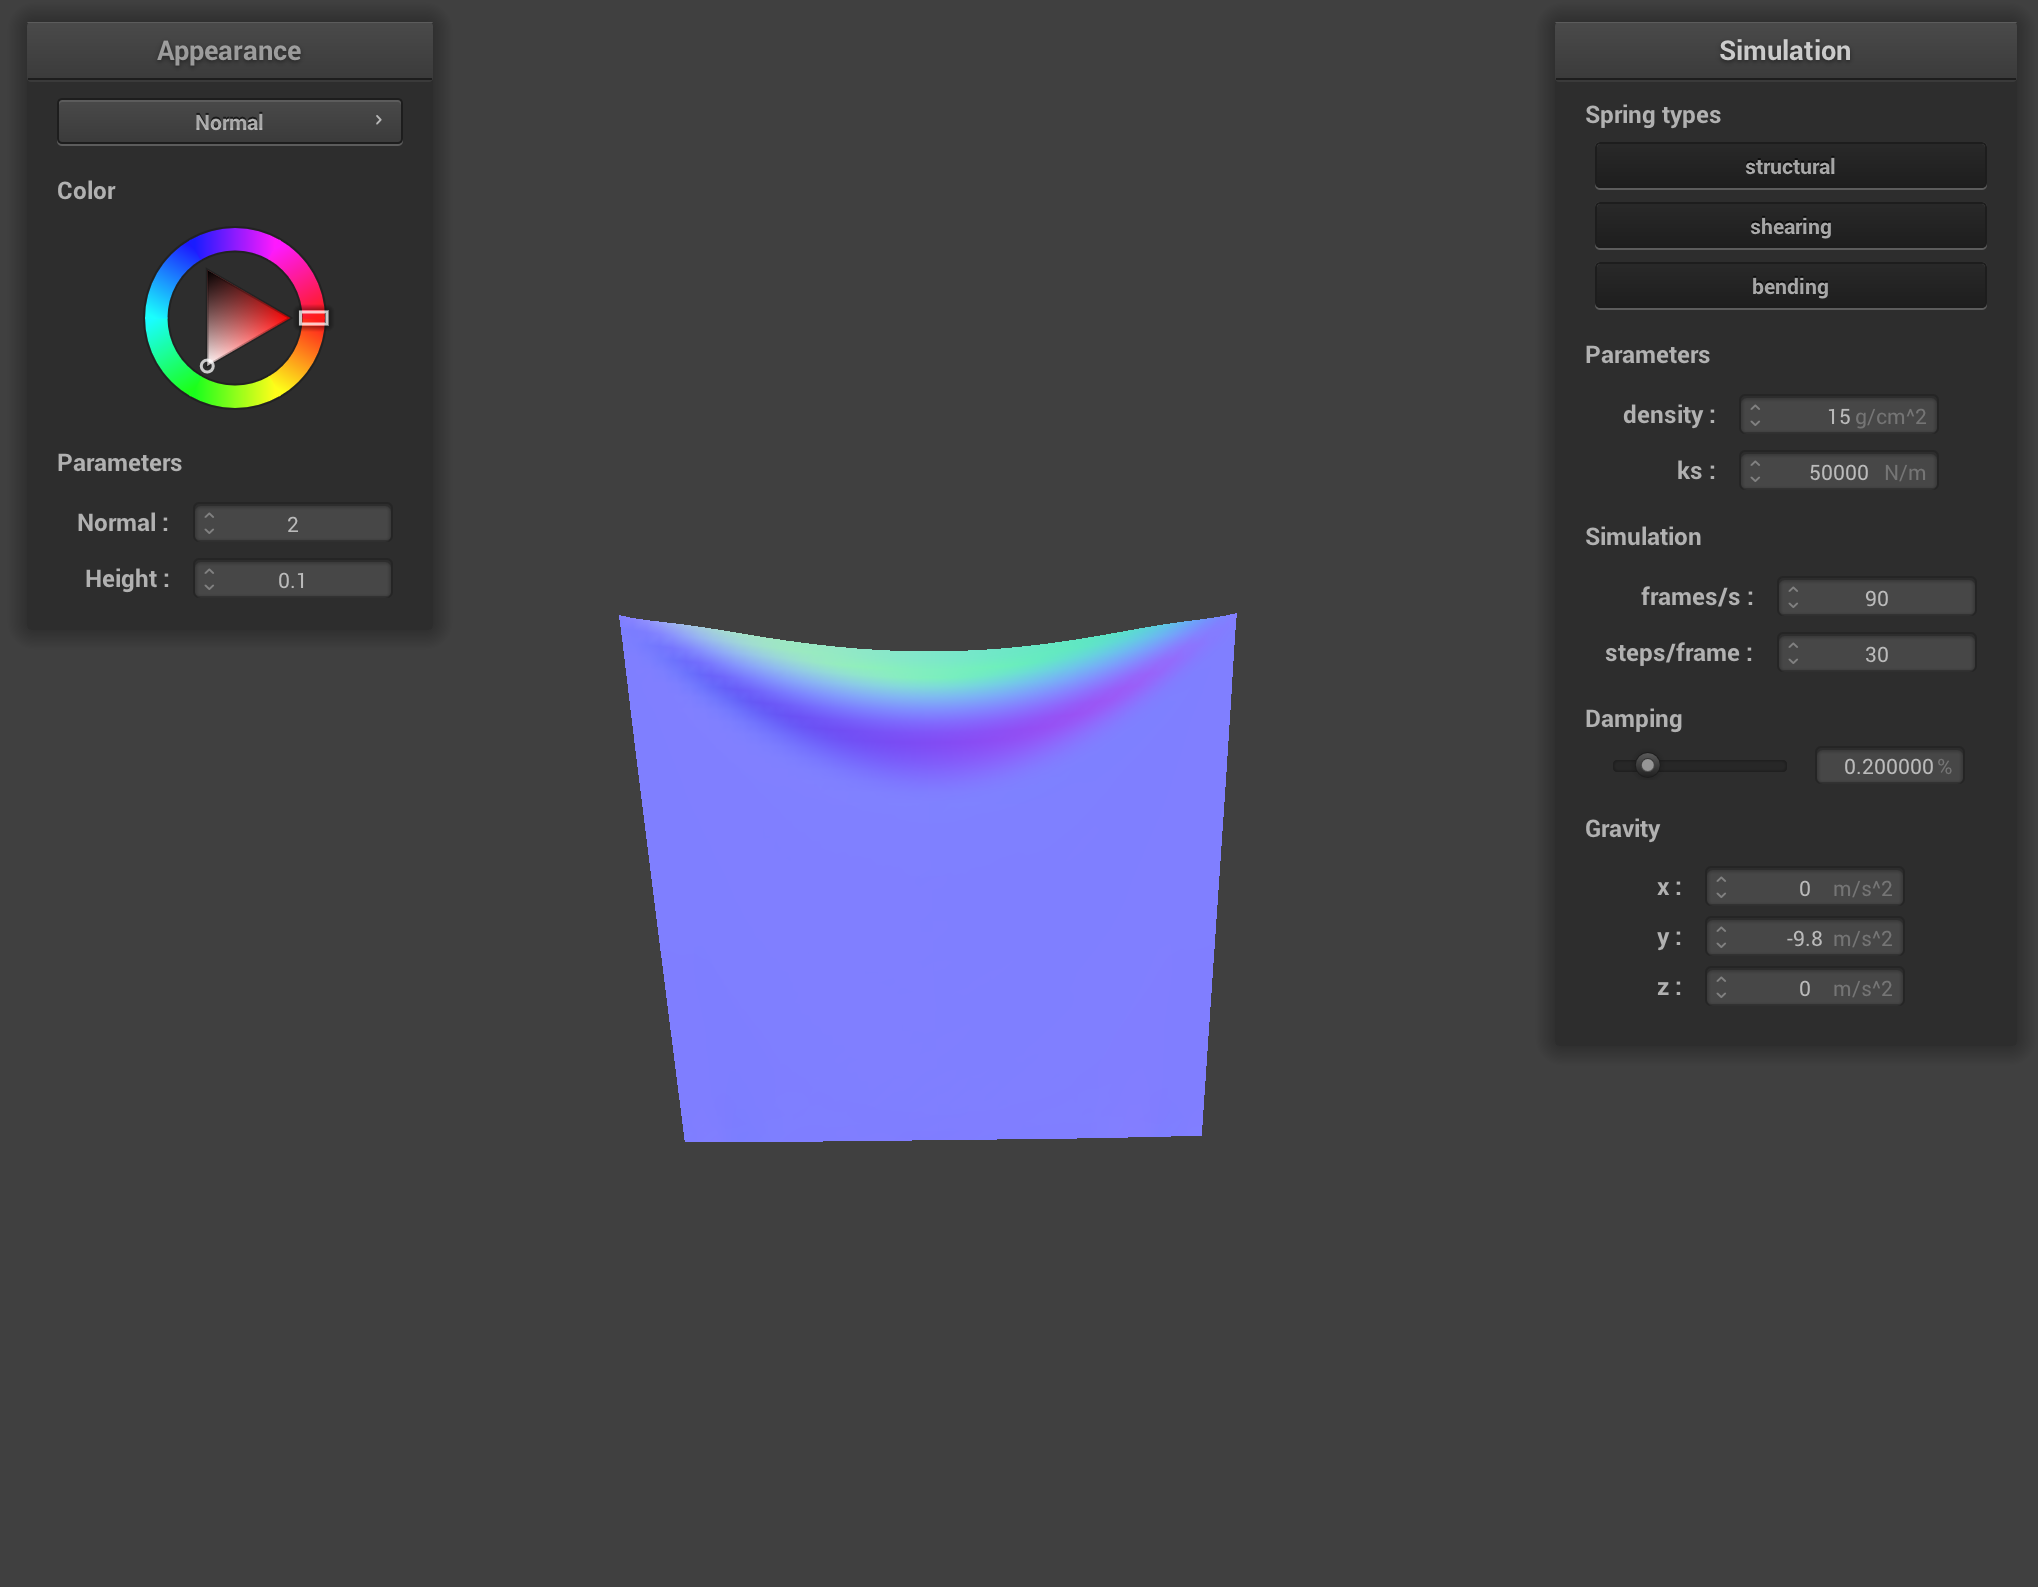 Appearance
Normal
Color
Parameters
Normal : 2
Height : 0.1
Simulation
Spring types
structural
shearing
bending
Parameters
density : 15 g/cm^2
ks : 50000 N/m
Simulation
frames/s : 90
steps/frame : 30
Damping
0.200000 %
Gravity
x : 0 m/s^2
y : -9.8 m/s^2
z : 0 m/s^2